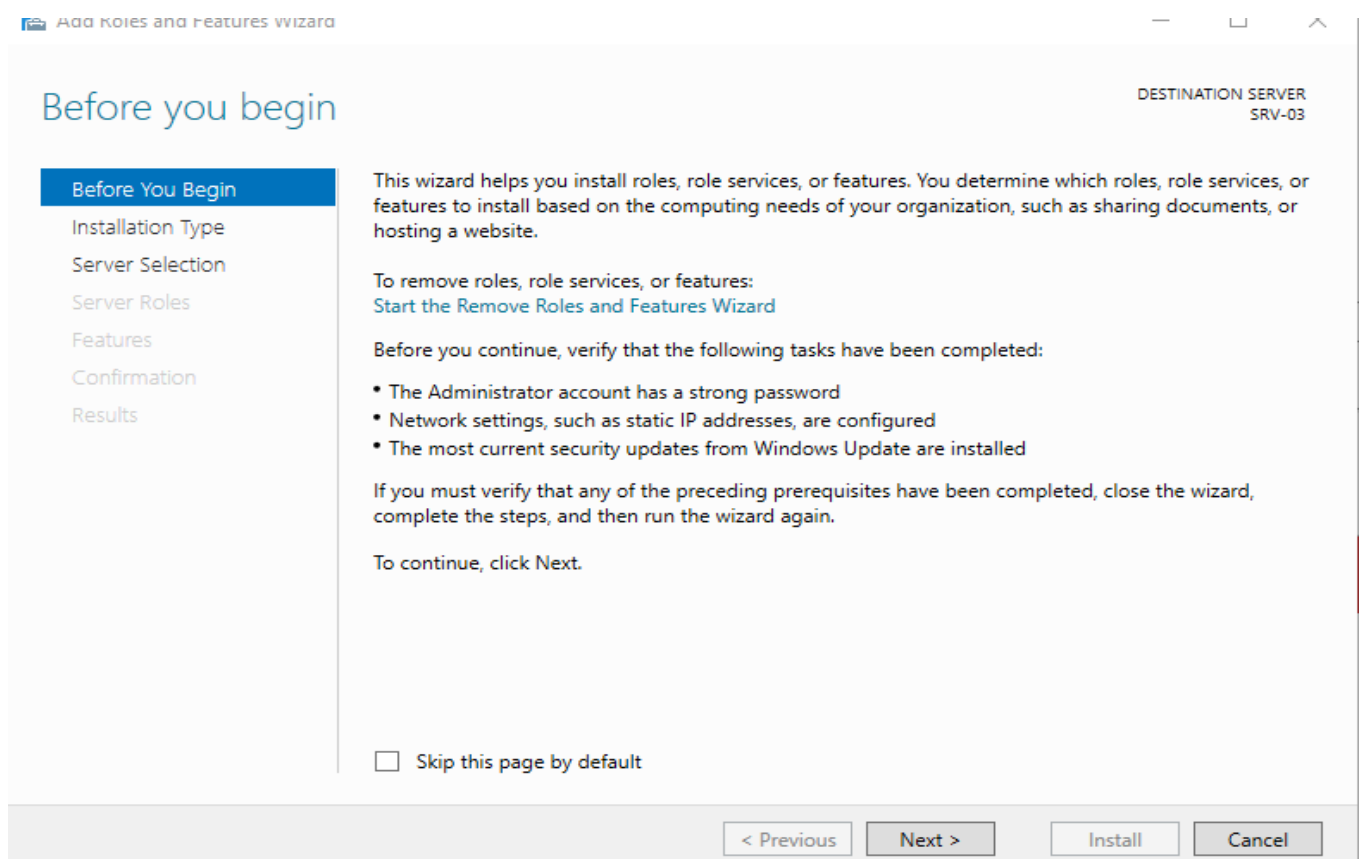 Add Roles and Features Wizard
Before you begin
DESTINATION SERVER
SRV-03
Before You Begin
Installation Type
Server Selection
Server Roles
Features
Confirmation
Results
This wizard helps you install roles, role services, or features. You determine which roles, role services, or
features to install based on the computing needs of your organization, such as sharing documents, or
hosting a website.
To remove roles, role services, or features:
Start the Remove Roles and Features Wizard
Before you continue, verify that the following tasks have been completed:
• The Administrator account has a strong password
• Network settings, such as static IP addresses, are configured
• The most current security updates from Windows Update are installed
If you must verify that any of the preceding prerequisites have been completed, close the wizard,
complete the steps, and then run the wizard again.
To continue, click Next.
Skip this page by default
< Previous
Next >
Install
Cancel